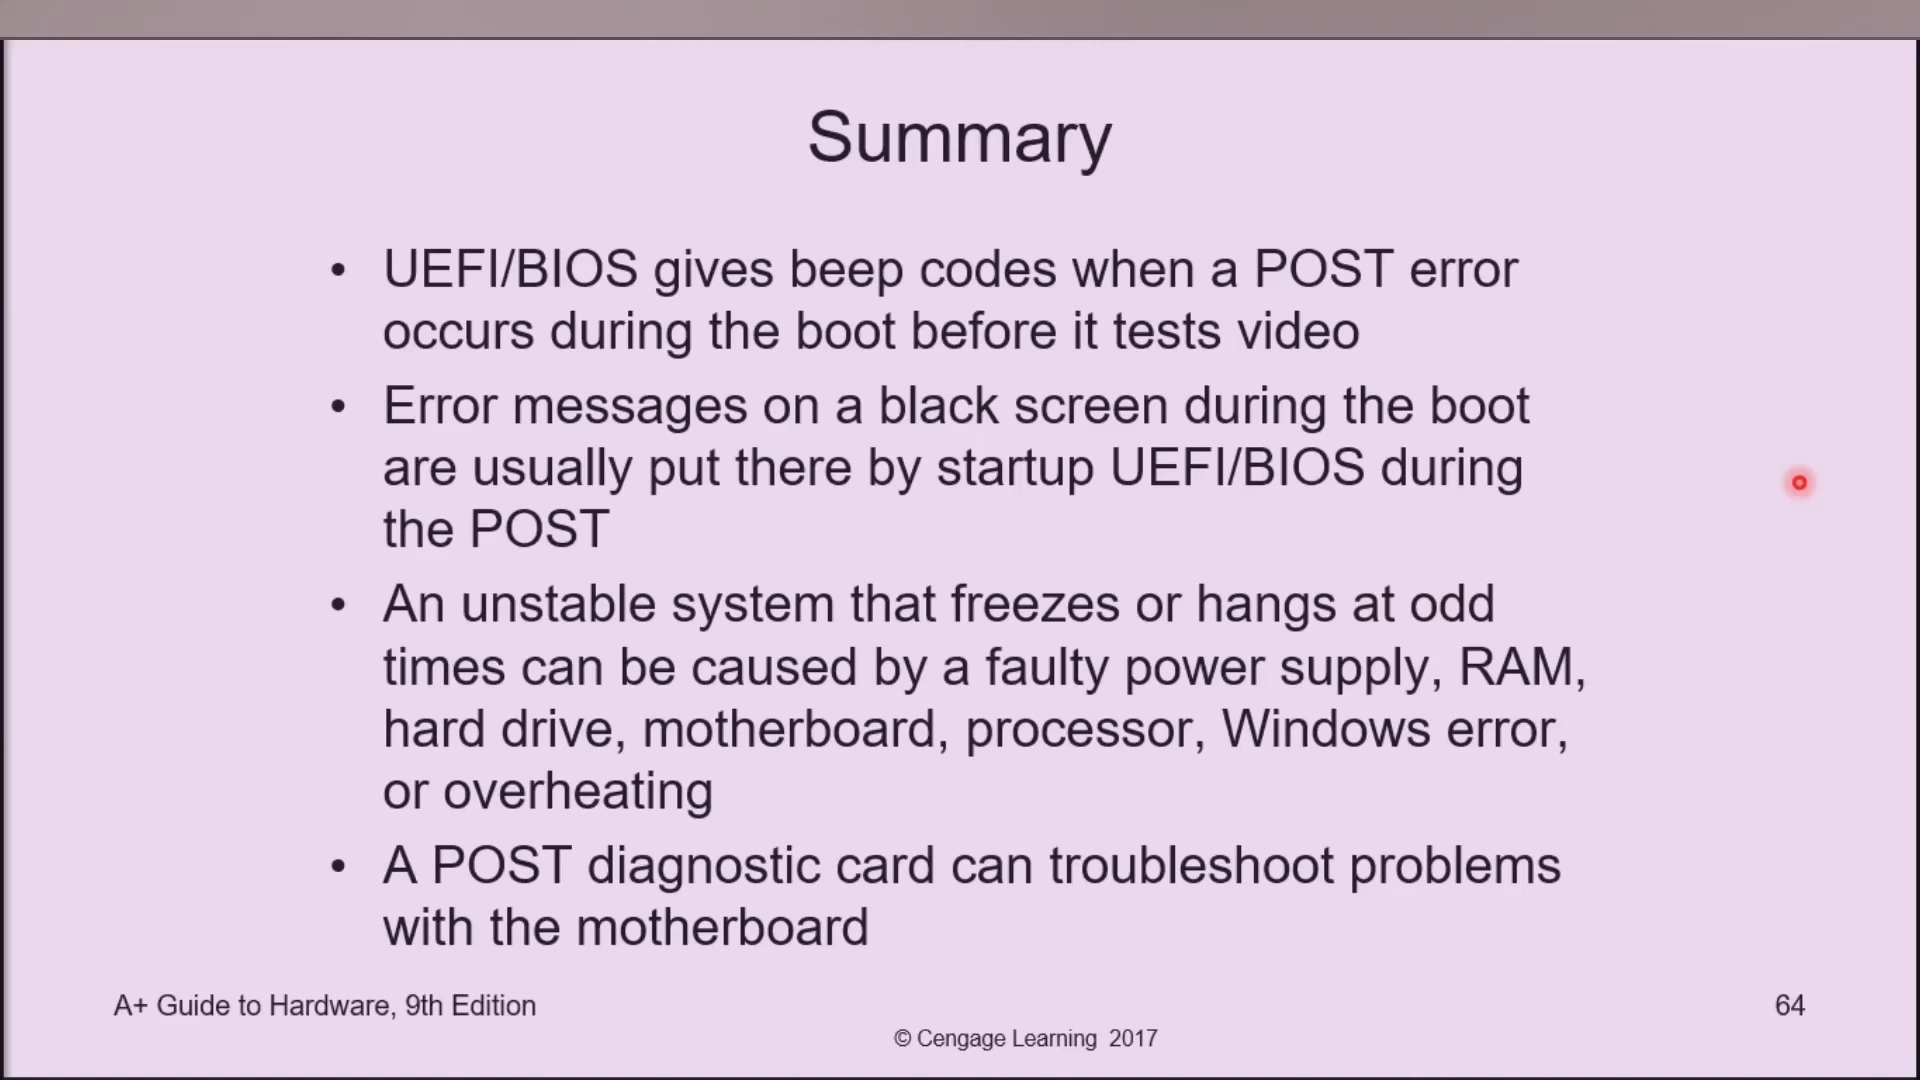 Summary
• UEFI/BIOS gives beep codes when a POST error
occurs during the boot before it tests video
• Error messages on a black screen during the boot
are usually put there by startup UEFI/BIOS during
the POST
• An unstable system that freezes or hangs at odd
times can be caused by a faulty power supply, RAM,
hard drive, motherboard, processor, Windows error,
or overheating
• A POST diagnostic card can troubleshoot problems
with the motherboard
A+ Guide to Hardware, 9th Edition
64
© Cengage Learning 2017